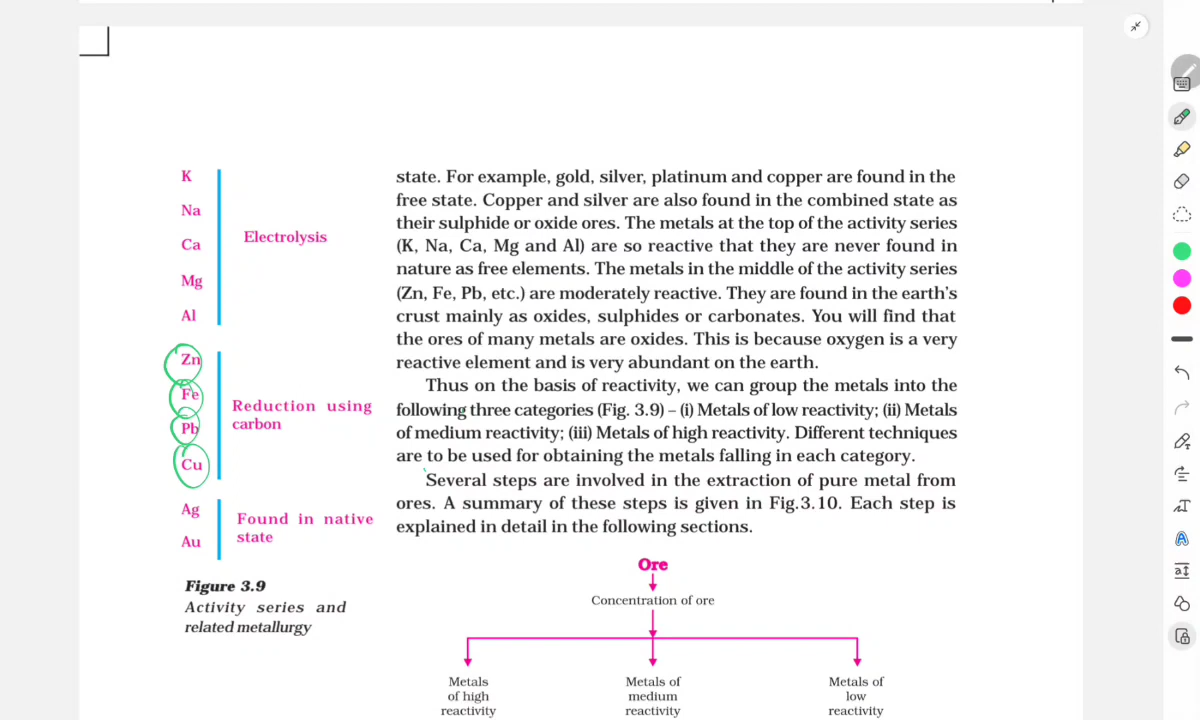 K
Na
Ca
Mg
Al
Electrolysis
Zn
Fe
Pb
Cu
Reduction using
carbon
Ag
Au
Found in native
state
Figure 3.9
Activity series and
related metallurgy
state. For example, gold, silver, platinum and copper are found in the
free state. Copper and silver are also found in the combined state as
their sulphide or oxide ores. The metals at the top of the activity series
(K, Na, Ca, Mg and Al) are so reactive that they are never found in
nature as free elements. The metals in the middle of the activity series
(Zn, Fe, Pb, etc.) are moderately reactive. They are found in the earth's
crust mainly as oxides, sulphides or carbonates. You will find that
the ores of many metals are oxides. This is because oxygen is a very
reactive element and is very abundant on the earth.
Thus on the basis of reactivity, we can group the metals into the
following three categories (Fig. 3.9) – (i) Metals of low reactivity; (ii) Metals
of medium reactivity; (iii) Metals of high reactivity. Different techniques
are to be used for obtaining the metals falling in each category.
Several steps are involved in the extraction of pure metal from
ores. A summary of these steps is given in Fig.3.10. Each step is
explained in detail in the following sections.
Ore
Concentration of ore
Metals
of high
reactivity
Metals of
medium
reactivity
Metals of
low
reactivity